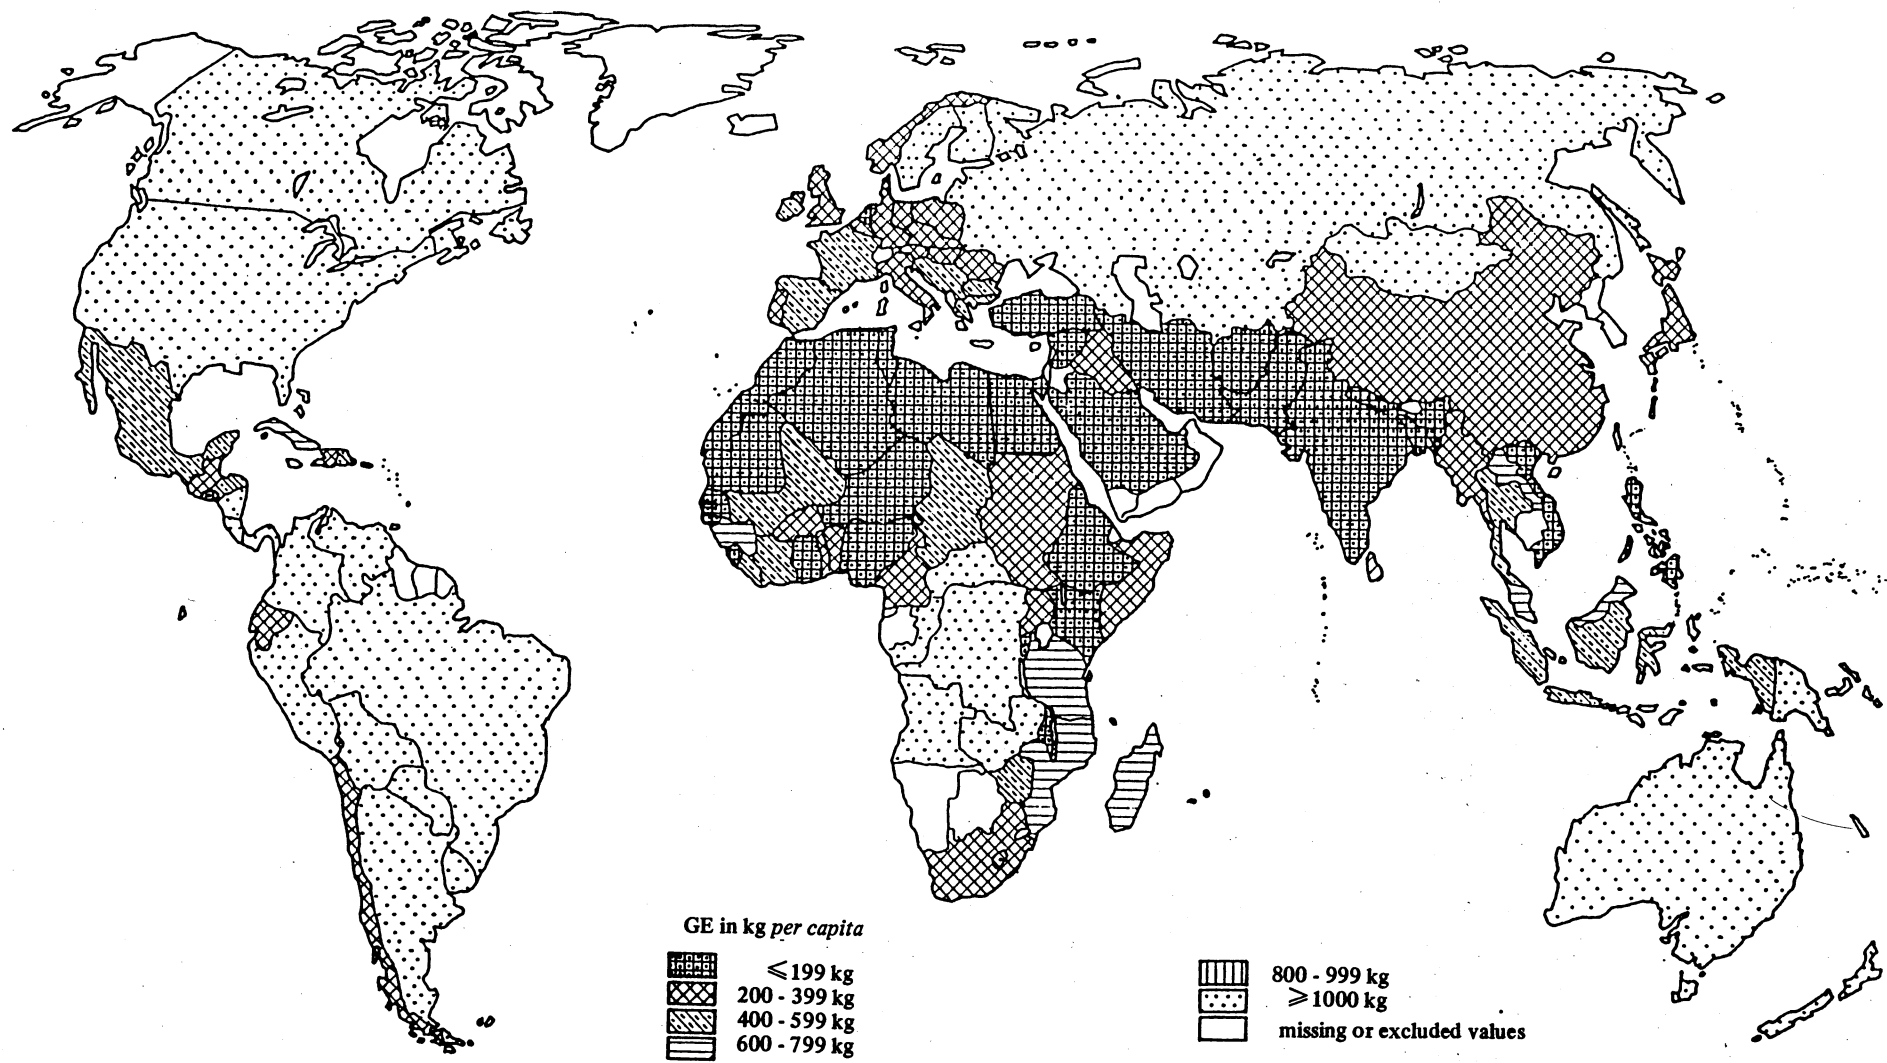 GE in kg per capita
⩽199 kg
200 - 399 kg
400 - 599 kg
600 - 799 kg
800 - 999 kg
⩾1000 kg
missing or excluded values